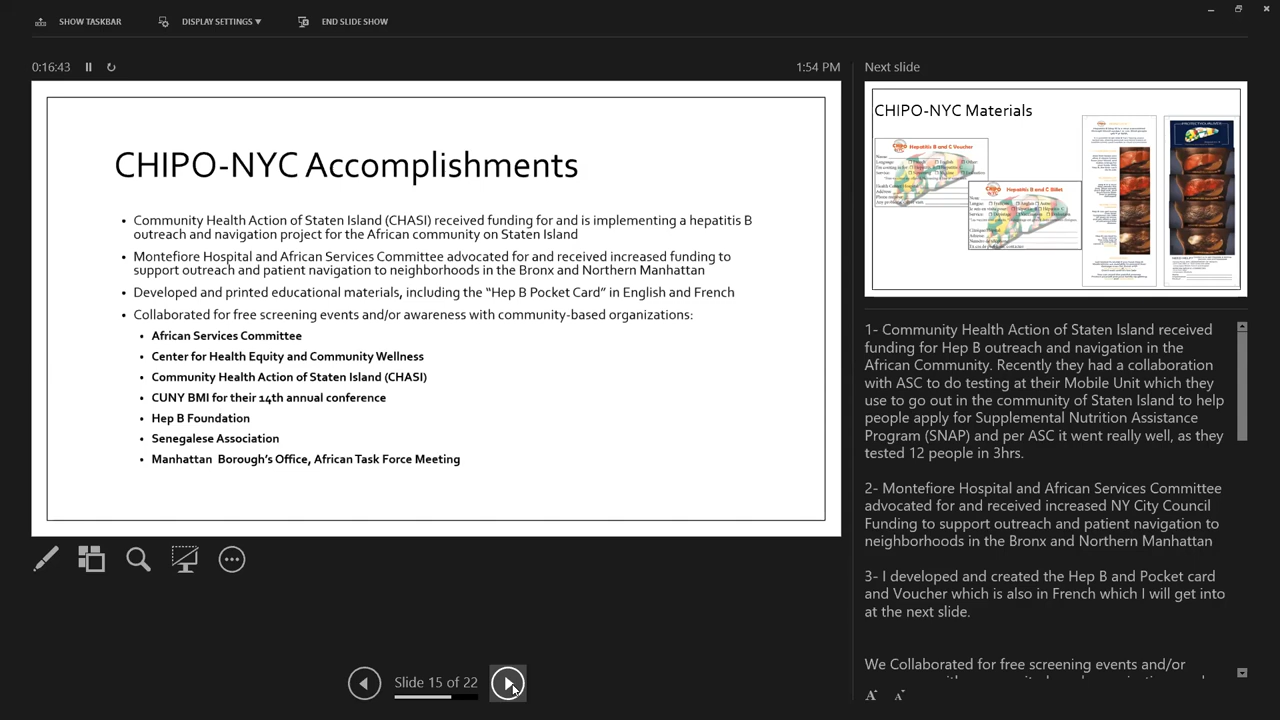 SHOW TASKBAR
DISPLAY SETTINGS
END SLIDE SHOW
0:16:43
1:54 PM
CHIPO-NYC Accomplishments
• Community Health Action of Staten Island (CHASI) received funding for and is implementing a hepatitis B
outreach and navigation project for the African community on Staten Island
• Montefiore Hospital and African Services Committee advocated for and received increased funding to
support outreach and patient navigation to neighborhoods in the Bronx and Northern Manhattan
• Developed and printed educational materials, including the “Hep B Pocket Card” in English and French
• Collaborated for free screening events and/or awareness with community-based organizations:
• African Services Committee
• Center for Health Equity and Community Wellness
• Community Health Action of Staten Island (CHASI)
• CUNY BMI for their 14th annual conference
• Hep B Foundation
• Senegalese Association
• Manhattan Borough’s Office, African Task Force Meeting
Slide 15 of 22
Next slide
CHIPO-NYC Materials
Hepatitis B and C Voucher
Hepatitis B and C Billet
1- Community Health Action of Staten Island received
funding for Hep B outreach and navigation in the
African Community. Recently they had a collaboration
with ASC to do testing at their Mobile Unit which they
use to go out in the community of Staten Island to help
people apply for Supplemental Nutrition Assistance
Program (SNAP) and per ASC it went really well, as they
tested 12 people in 3hrs.
2- Montefiore Hospital and African Services Committee
advocated for and received increased NY City Council
Funding to support outreach and patient navigation to
neighborhoods in the Bronx and Northern Manhattan
3- I developed and created the Hep B and Pocket card
and Voucher which is also in French which I will get into
at the next slide.
We Collaborated for free screening events and/or